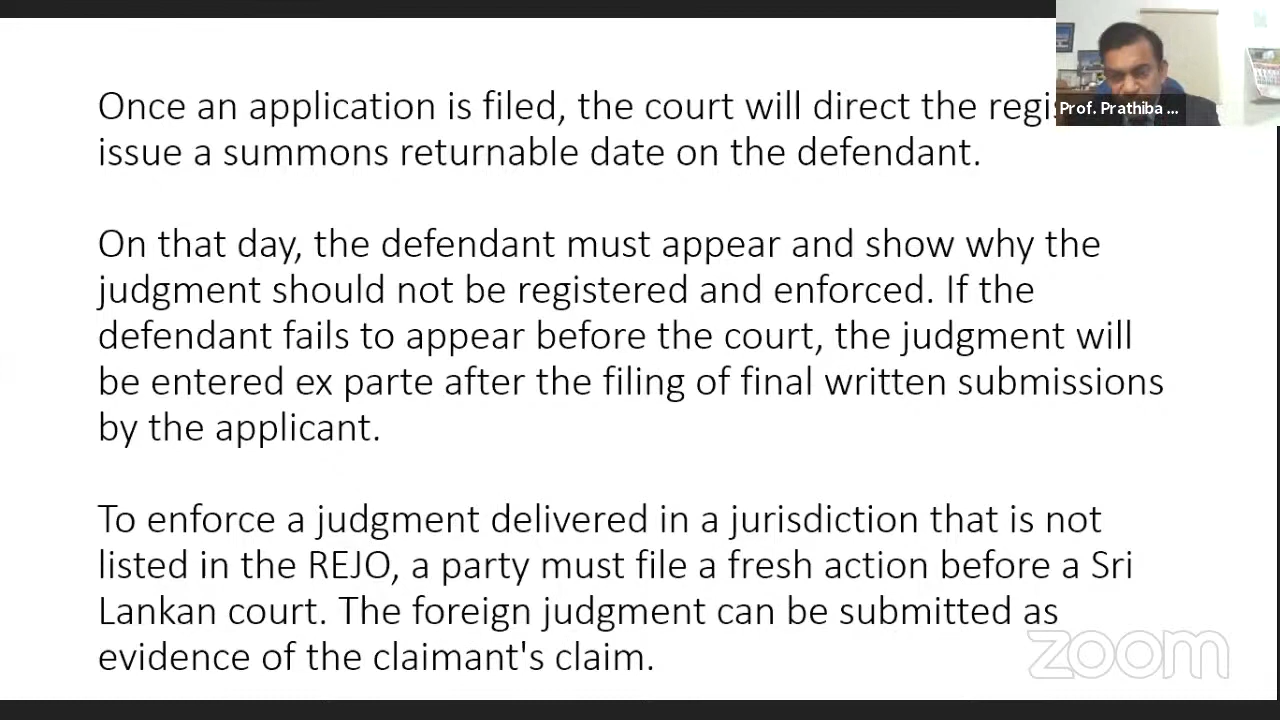 Once an application is filed, the court will direct the
issue a summons returnable date on the defendant.
On that day, the defendant must appear and show why the
judgment should not be registered and enforced. If the
defendant fails to appear before the court, the judgment will
be entered ex parte after the filing of final written submissions
by the applicant.
To enforce a judgment delivered in a jurisdiction that is not
listed in the REJO, a party must file a fresh action before a Sri
Lankan court. The foreign judgment can be submitted as
evidence of the claimant's claim.
Prof. Prathiba ...
zoom